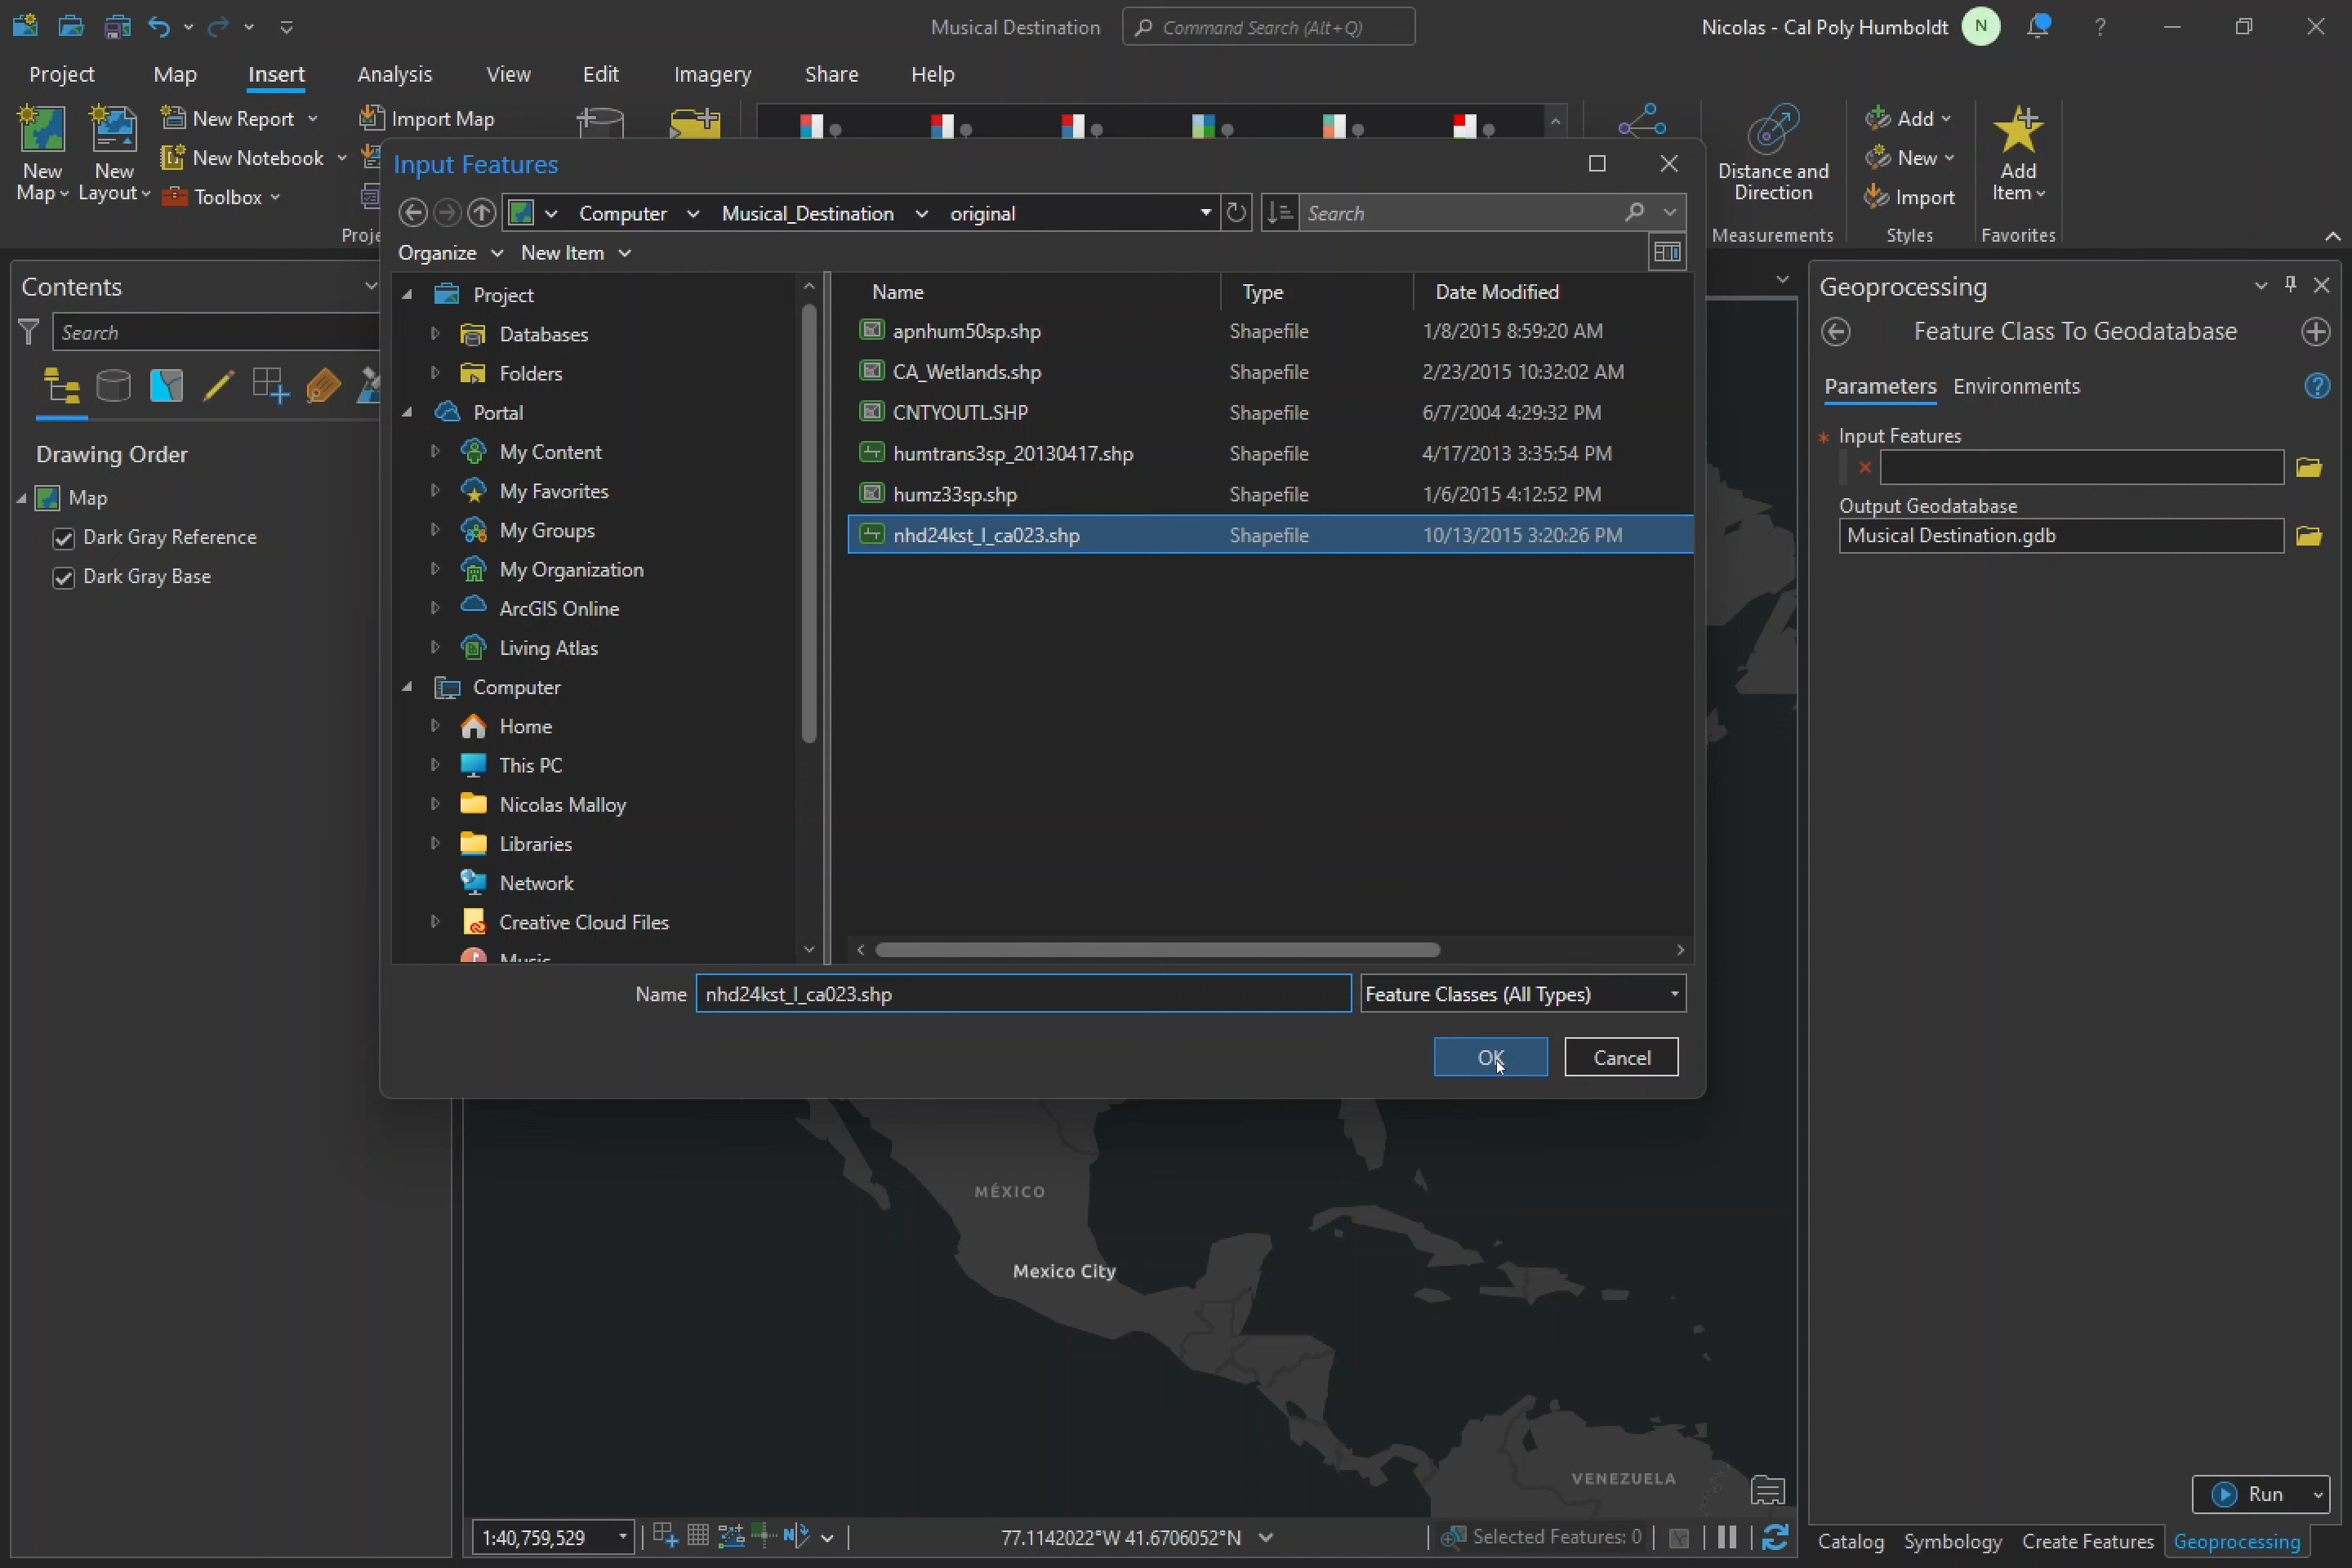 Musical Destination
Command Search (Alt+Q)
Nicolas - Cal Poly Humboldt
N
?
Project
Map
Insert
Analysis
View
Edit
Imagery
Share
Help
New Map
New Layout
New Report
New Notebook
Toolbox
Import Map
Proje
Distance and Direction
Measurements
Add
New
Import
Styles
Add Item
Favorites
Contents
Search
Drawing Order
Map
Dark Gray Reference
Dark Gray Base
Input Features
Computer
Musical_Destination
original
Search
Organize
New Item
Project
Databases
Folders
Portal
My Content
My Favorites
My Groups
My Organization
ArcGIS Online
Living Atlas
Computer
Home
This PC
Nicolas Malloy
Libraries
Network
Creative Cloud Files
Music
Name Type Date Modified
apnhum50sp.shp Shapefile 1/8/2015 8:59:20 AM
CA_Wetlands.shp Shapefile 2/23/2015 10:32:02 AM
CNTYOUTL.SHP Shapefile 6/7/2004 4:29:32 PM
humtrans3sp_20130417.shp Shapefile 4/17/2013 3:35:54 PM
humz33sp.shp Shapefile 1/6/2015 4:12:52 PM
nhd24kst_l_ca023.shp Shapefile 10/13/2015 3:20:26 PM
Name nhd24kst_l_ca023.shp Feature Classes (All Types)
OK Cancel
Geoprocessing
Feature Class To Geodatabase
Parameters Environments
?
* Input Features
Output Geodatabase
Musical Destination.gdb
MÉXICO
Mexico City
VENEZUELA
Run
1:40,759,529
77.1142022°W 41.6706052°N
Selected Features: 0
Catalog Symbology Create Features Geoprocessing